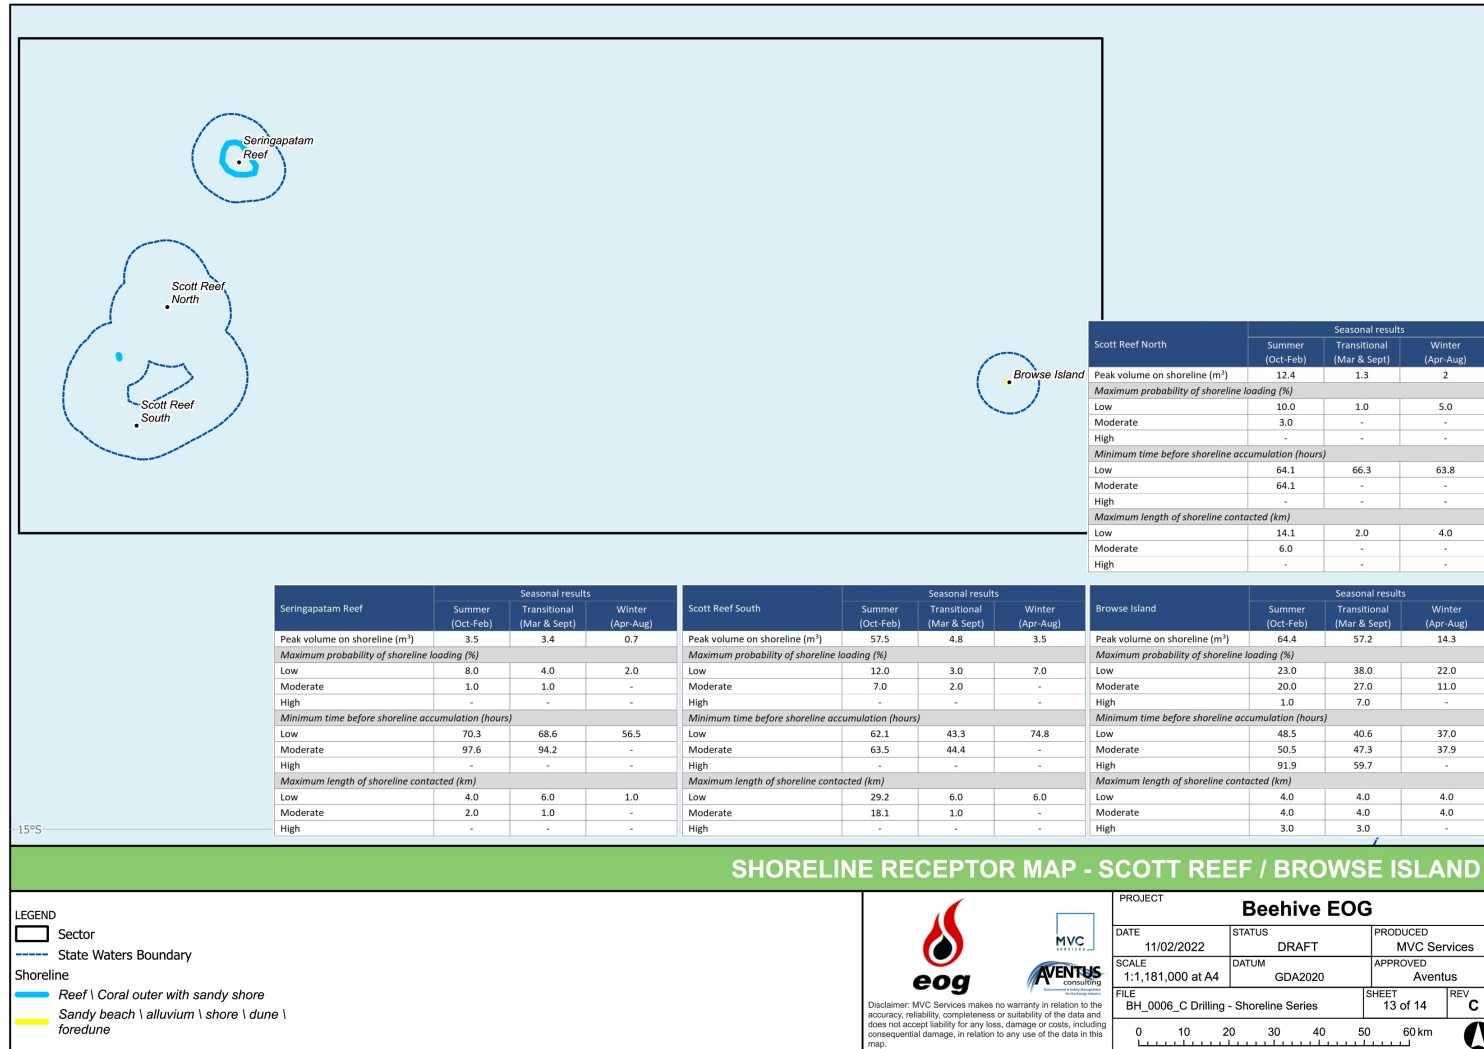 Seringapatam
Reef
Scott Reef
North
Scott Reef
South
Browse Island
Scott Reef North
Seasonal results
Summer (Oct-Feb) Transitional (Mar & Sept) Winter (Apr-Aug)
Peak volume on shoreline (m³) 12.4 1.3 2
Maximum probability of shoreline loading (%)
Low 10.0 1.0 5.0
Moderate 3.0 - -
High - - -
Minimum time before shoreline accumulation (hours)
Low 64.1 66.3 63.8
Moderate 64.1 - -
High - - -
Maximum length of shoreline contacted (km)
Low 14.1 2.0 4.0
Moderate 6.0 - -
High - - -
Seringapatam Reef
Seasonal results
Summer (Oct-Feb) Transitional (Mar & Sept) Winter (Apr-Aug)
Peak volume on shoreline (m³) 3.5 3.4 0.7
Maximum probability of shoreline loading (%)
Low 8.0 4.0 2.0
Moderate 1.0 1.0 -
High - - -
Minimum time before shoreline accumulation (hours)
Low 70.3 68.6 56.5
Moderate 97.6 94.2 -
High - - -
Maximum length of shoreline contacted (km)
Low 4.0 6.0 1.0
Moderate 2.0 1.0 -
High - - -
Scott Reef South
Seasonal results
Summer (Oct-Feb) Transitional (Mar & Sept) Winter (Apr-Aug)
Peak volume on shoreline (m³) 57.5 4.8 3.5
Maximum probability of shoreline loading (%)
Low 12.0 3.0 7.0
Moderate 7.0 2.0 -
High - - -
Minimum time before shoreline accumulation (hours)
Low 62.1 43.3 74.8
Moderate 63.5 44.4 -
High - - -
Maximum length of shoreline contacted (km)
Low 29.2 6.0 6.0
Moderate 18.1 1.0 -
High - - -
Browse Island
Seasonal results
Summer (Oct-Feb) Transitional (Mar & Sept) Winter (Apr-Aug)
Peak volume on shoreline (m³) 64.4 57.2 14.3
Maximum probability of shoreline loading (%)
Low 23.0 38.0 22.0
Moderate 20.0 27.0 11.0
High 1.0 7.0 -
Minimum time before shoreline accumulation (hours)
Low 48.5 40.6 37.0
Moderate 50.5 47.3 37.9
High 91.9 59.7 -
Maximum length of shoreline contacted (km)
Low 4.0 4.0 4.0
Moderate 4.0 4.0 4.0
High 3.0 3.0 -
15°S
SHORELINE RECEPTOR MAP - SCOTT REEF / BROWSE ISLAND
LEGEND
Sector
State Waters Boundary
Shoreline
Reef \ Coral outer with sandy shore
Sandy beach \ alluvium \ shore \ dune \
foredune
eog
MVC
SERVICES
AVENTUS
consulting
Environmental & Safety Management
for the Energy Industry
Disclaimer: MVC Services makes no warranty in relation to the
accuracy, reliability, completeness or suitability of the data and
does not accept liability for any loss, damage or costs, including
consequential damage, in relation to any use of the data in this
map.
PROJECT
Beehive EOG
DATE STATUS PRODUCED
11/02/2022 DRAFT MVC Services
SCALE DATUM APPROVED
1:1,181,000 at A4 GDA2020 Aventus
FILE SHEET REV
BH_0006_C Drilling - Shoreline Series 13 of 14 C
0 10 20 30 40 50 60 km